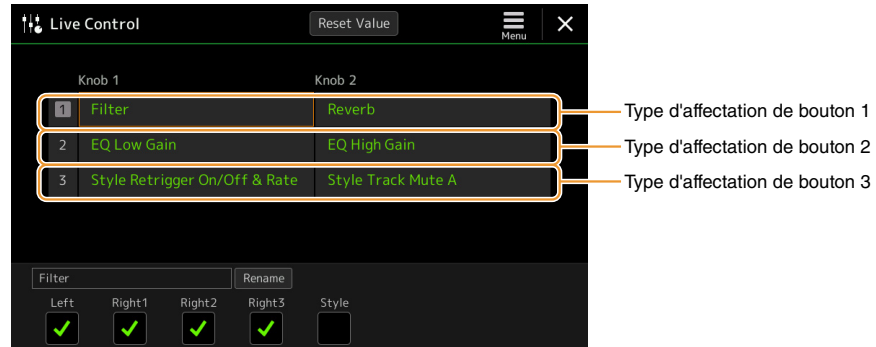 Live Control
Reset Value
Menu
Knob 1 Knob 2
1 Filter Reverb
Type d'affectation de bouton 1
2 EQ Low Gain EQ High Gain
Type d'affectation de bouton 2
3 Style Retrigger On/Off & Rate Style Track Mute A
Type d'affectation de bouton 3
Filter Rename
Left Right1 Right2 Right3 Style